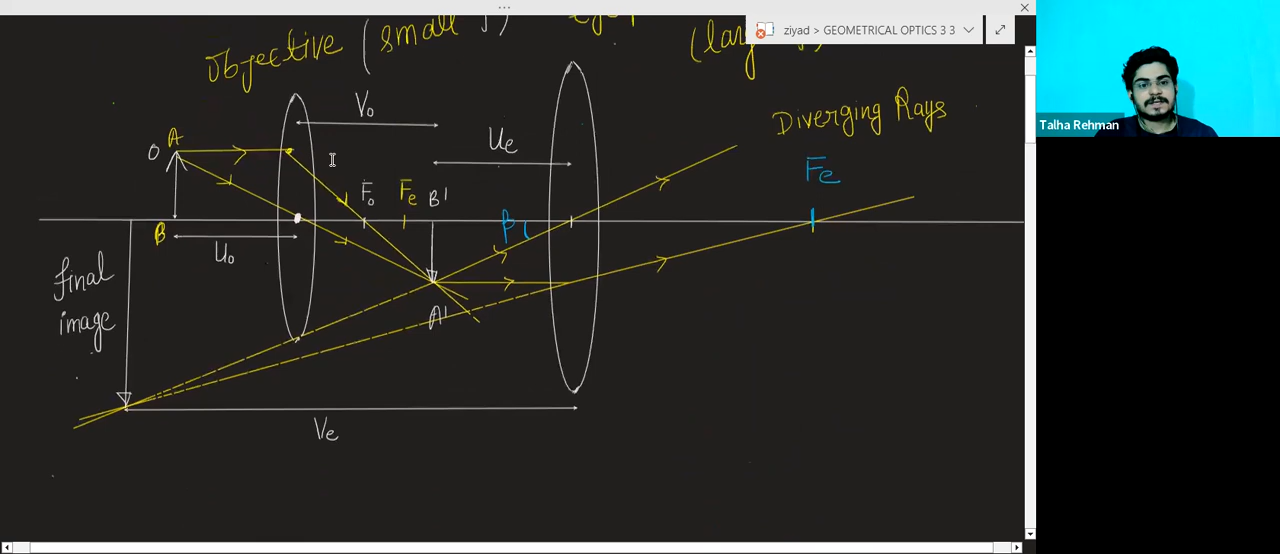 ziyad > GEOMETRICAL OPTICS 3 3
Objective (small
Talha Rehman
Vo
Diverging Rays
A
O
Ue
Fe
Fo
Fe
B'
B
β
Uo
final
image
A'
Ve